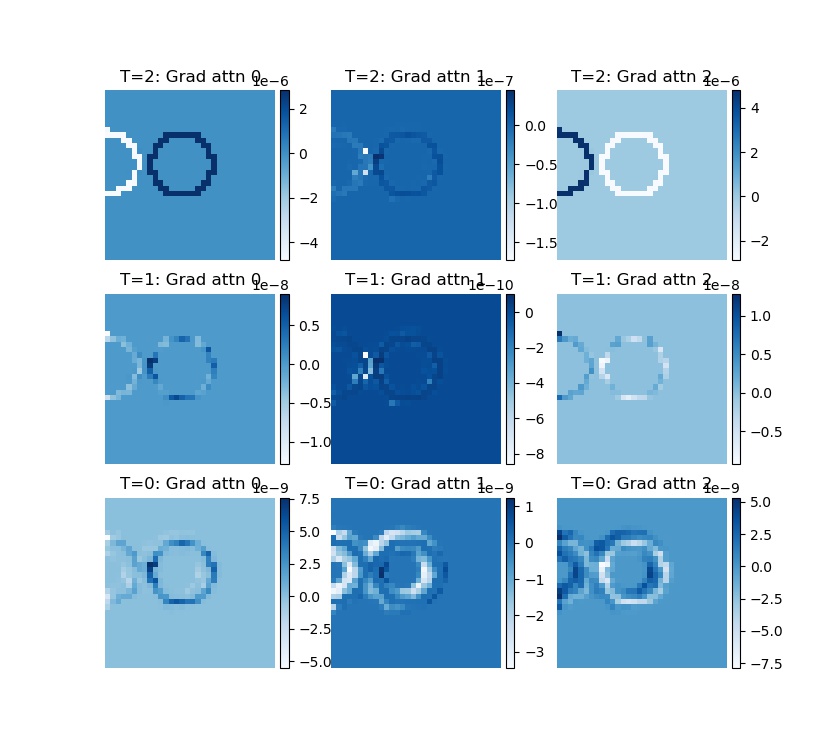 T=2: Grad attn 0
1e−6
2
0
−2
−4
T=2: Grad attn 1
1e−7
0.0
−0.5
−1.0
−1.5
T=2: Grad attn 2
1e−6
4
2
0
−2
T=1: Grad attn 0
1e−8
0.5
0.0
−0.5
−1.0
T=1: Grad attn 1
1e−10
0
−2
−4
−6
−8
T=1: Grad attn 2
1e−8
1.0
0.5
0.0
−0.5
T=0: Grad attn 0
1e−9
7.5
5.0
2.5
0.0
−2.5
−5.0
T=0: Grad attn 1
1e−9
1
0
−1
−2
−3
T=0: Grad attn 2
1e−9
5.0
2.5
0.0
−2.5
−5.0
−7.5